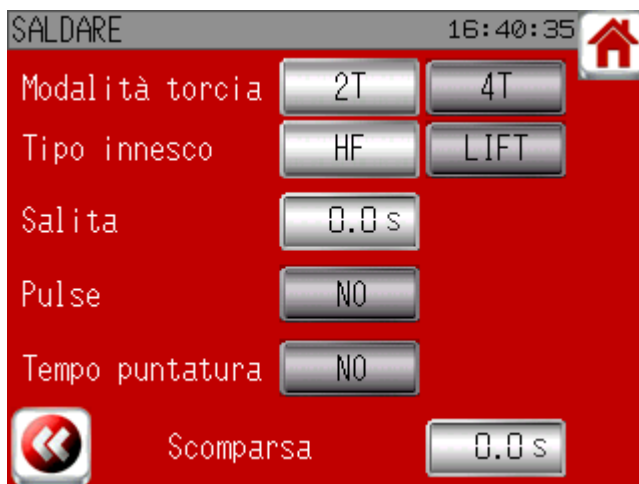 SALDARE 16:40:35
Modalità torcia 2T 4T
Tipo innesco HF LIFT
Salita 0.0 s
Pulse NO
Tempo puntatura NO
Scomparsa 0.0 s